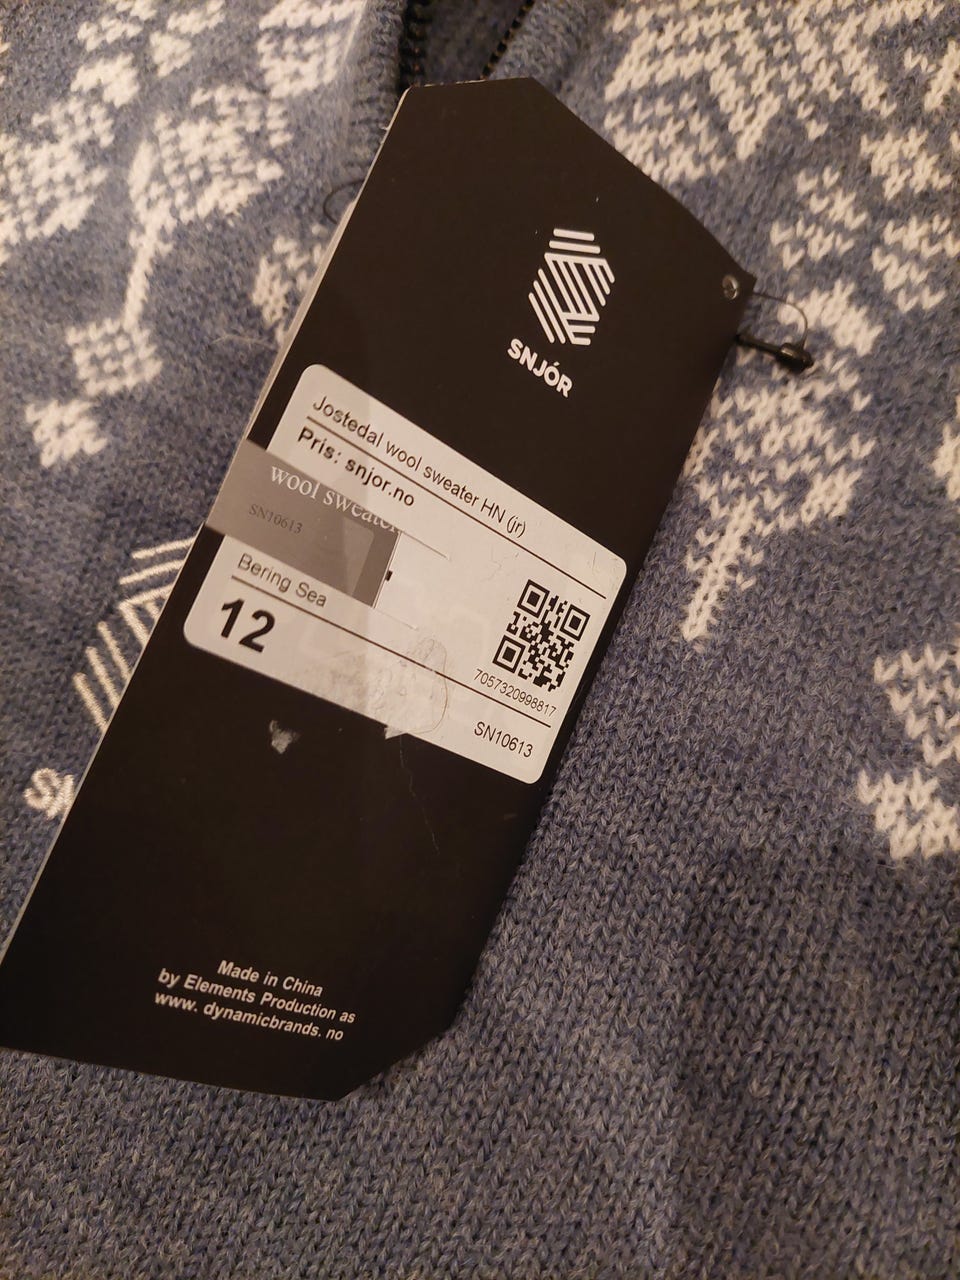 SNJÓR
Jostedal wool sweater HN (jr)
Pris: snjor.no
wool sweater
SN10613
Bering Sea
12
7057320998817
SN10613
Made in China
by Elements Production as
www. dynamicbrands. no